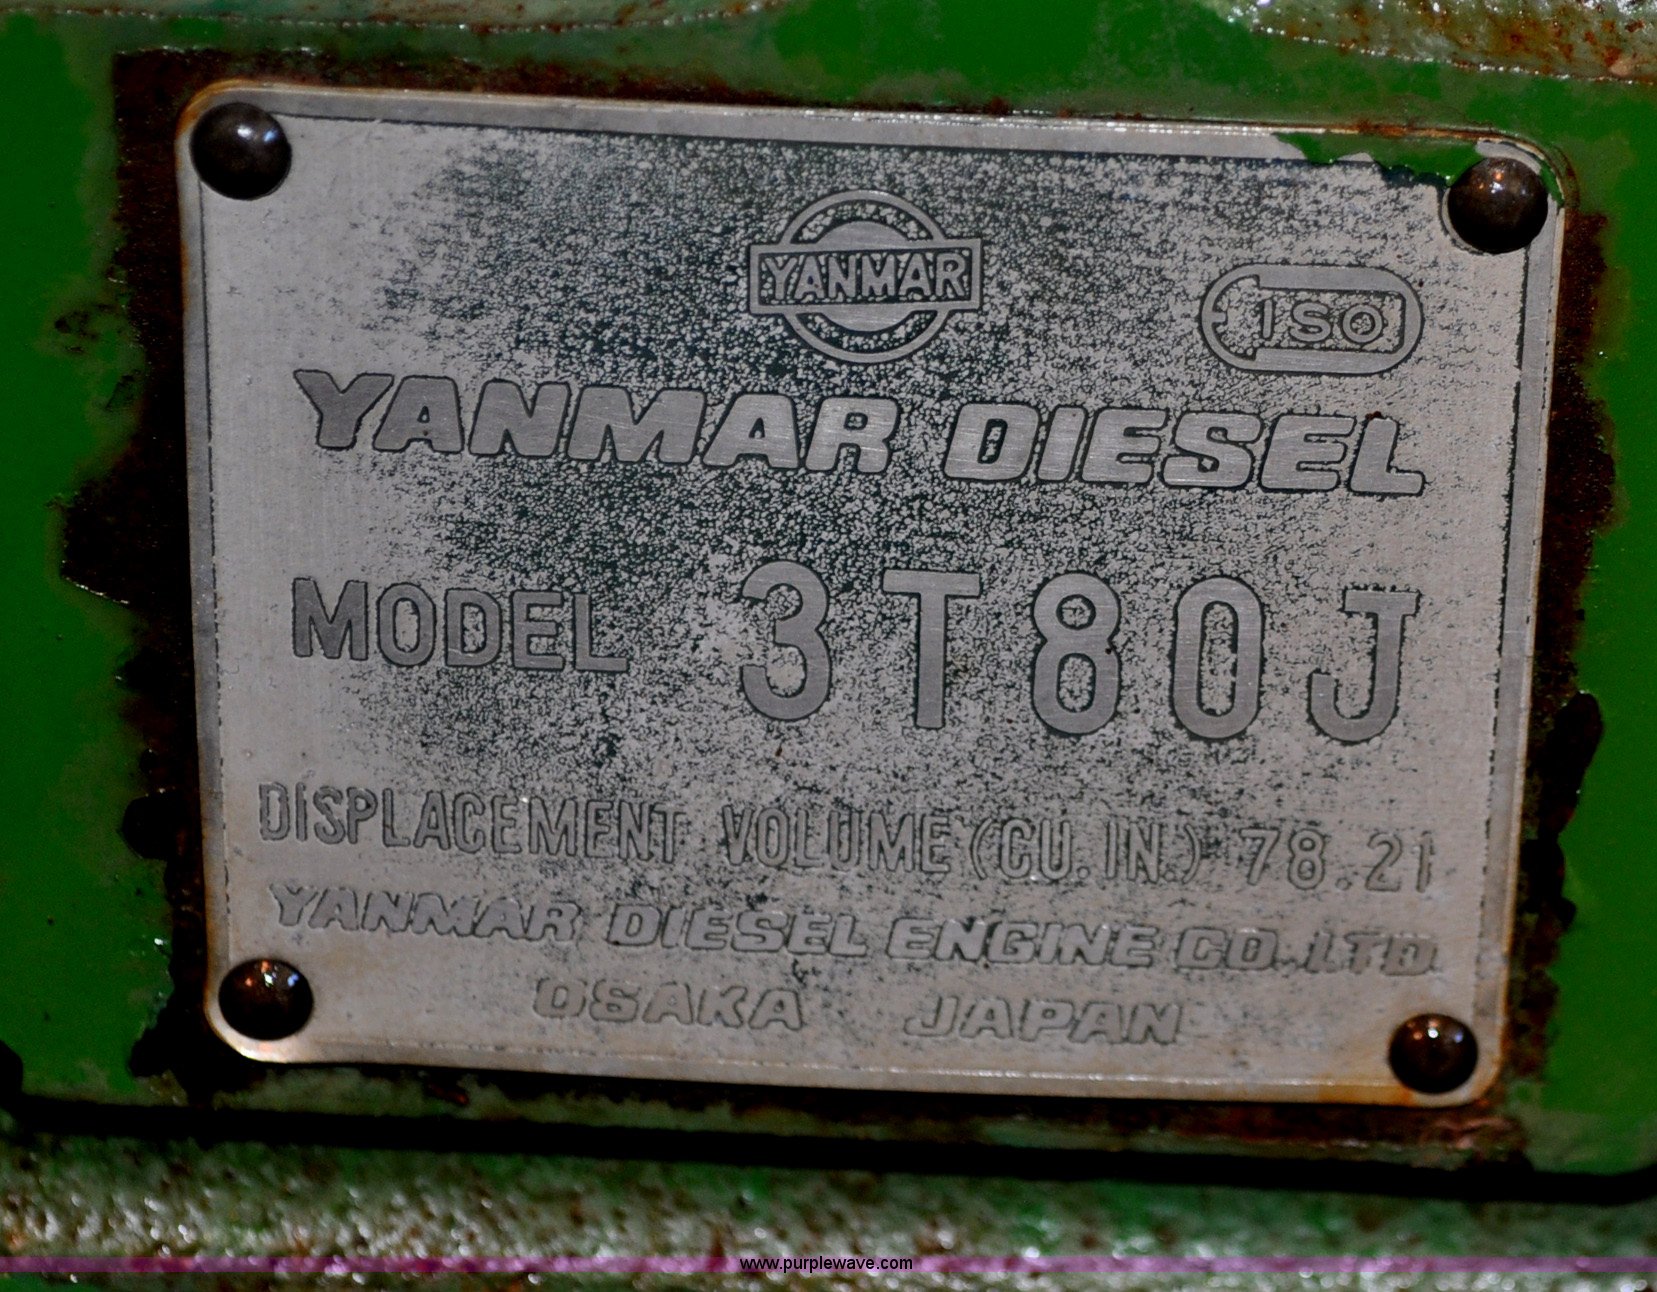 YANMAR
ISO
YANMAR DIESEL
MODEL 3T80J
DISPLACEMENT VOLUME (CU. IN.) 78.21
YANMAR DIESEL ENGINE CO. LTD.
OSAKA JAPAN
www.purplewave.com